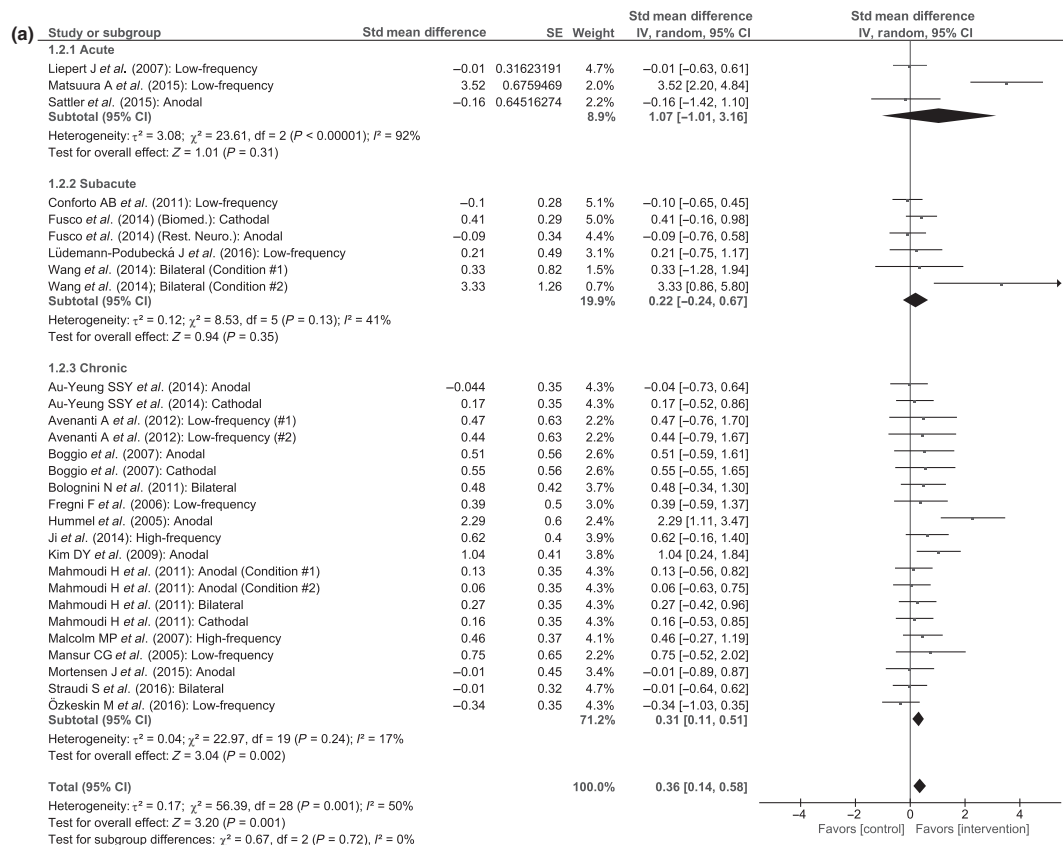 (a)
Std mean difference Std mean difference
Study or subgroup Std mean difference SE Weight IV, random, 95% CI IV, random, 95% CI
1.2.1 Acute
Liepert J et al. (2007): Low-frequency –0.01 0.31623191 4.7% –0.01 [–0.63, 0.61]
Matsuura A et al. (2015): Low-frequency 3.52 0.6759469 2.0% 3.52 [2.20, 4.84]
Sattler et al. (2015): Anodal –0.16 0.64516274 2.2% –0.16 [–1.42, 1.10]
Subtotal (95% CI) 8.9% 1.07 [–1.01, 3.16]
Heterogeneity: τ² = 3.08; χ² = 23.61, df = 2 (P < 0.00001); I² = 92%
Test for overall effect: Z = 1.01 (P = 0.31)
1.2.2 Subacute
Conforto AB et al. (2011): Low-frequency –0.1 0.28 5.1% –0.10 [–0.65, 0.45]
Fusco et al. (2014) (Biomed.): Cathodal 0.41 0.29 5.0% 0.41 [–0.16, 0.98]
Fusco et al. (2014) (Rest. Neuro.): Anodal –0.09 0.34 4.4% –0.09 [–0.76, 0.58]
Lüdemann-Podubecká J et al. (2016): Low-frequency 0.21 0.49 3.1% 0.21 [–0.75, 1.17]
Wang et al. (2014): Bilateral (Condition #1) 0.33 0.82 1.5% 0.33 [–1.28, 1.94]
Wang et al. (2014); Bilateral (Condition #2) 3.33 1.26 0.7% 3.33 [0.86, 5.80]
Subtotal (95% CI) 19.9% 0.22 [–0.24, 0.67]
Heterogeneity: τ² = 0.12; χ² = 8.53, df = 5 (P = 0.13); I² = 41%
Test for overall effect: Z = 0.94 (P = 0.35)
1.2.3 Chronic
Au-Yeung SSY et al. (2014): Anodal –0.044 0.35 4.3% –0.04 [–0.73, 0.64]
Au-Yeung SSY et al. (2014): Cathodal 0.17 0.35 4.3% 0.17 [–0.52, 0.86]
Avenanti A et al. (2012): Low-frequency (#1) 0.47 0.63 2.2% 0.47 [–0.76, 1.70]
Avenanti A et al. (2012): Low-frequency (#2) 0.44 0.63 2.2% 0.44 [–0.79, 1.67]
Boggio et al. (2007): Anodal 0.51 0.56 2.6% 0.51 [–0.59, 1.61]
Boggio et al. (2007): Cathodal 0.55 0.56 2.6% 0.55 [–0.55, 1.65]
Bolognini N et al. (2011): Bilateral 0.48 0.42 3.7% 0.48 [–0.34, 1.30]
Fregni F et al. (2006): Low-frequency 0.39 0.5 3.1% 0.39 [–0.59, 1.37]
Hummel et al. (2005): Anodal 2.29 0.6 2.4% 2.29 [1.11, 3.47]
Ji et al. (2014): High-frequency 0.62 0.4 3.8% 0.62 [–0.16, 1.40]
Kim DY et al. (2009): Anodal 1.04 0.41 3.8% 1.04 [0.24, 1.84]
Mahmoudi H et al. (2011): Anodal (Condition #1) 0.13 0.35 4.3% 0.13 [–0.56, 0.82]
Mahmoudi H et al. (2011): Anodal (Condition #2) 0.06 0.35 4.3% 0.06 [–0.63, 0.75]
Mahmoudi H et al. (2011): Bilateral 0.27 0.35 4.3% 0.27 [–0.42, 0.96]
Mahmoudi H et al. (2011): Cathodal 0.16 0.35 4.3% 0.16 [–0.53, 0.85]
Malcolm MP et al. (2007): High-frequency 0.46 0.37 4.1% 0.46 [–0.27, 1.19]
Mansur CG et al. (2005): Low-frequency 0.75 0.65 2.2% 0.75 [–0.52, 2.02]
Mortensen J et al. (2015): Anodal –0.01 0.45 3.4% –0.01 [–0.89, 0.87]
Straudi S et al. (2016): Bilateral –0.01 0.32 4.7% –0.01 [–0.64, 0.62]
Özkeskin M et al. (2016): Low-frequency –0.34 0.35 4.3% –0.34 [–1.03, 0.35]
Subtotal (95% CI) 71.2% 0.31 [0.11, 0.51]
Heterogeneity: τ² = 0.04; χ² = 22.97, df = 19 (P = 0.24); I² = 17%
Test for overall effect: Z = 3.04 (P = 0.002)
Total (95% CI) 100.0% 0.36 [0.14, 0.58]
Heterogeneity: τ² = 0.17; χ² = 56.39, df = 28 (P = 0.001); I² = 50%
Test for overall effect: Z = 3.20 (P = 0.001)
Test for subgroup differences: χ² = 0.67, df = 2 (P = 0.72), I² = 0%
–4 –2 0 2 4
Favors [control] Favors [intervention]